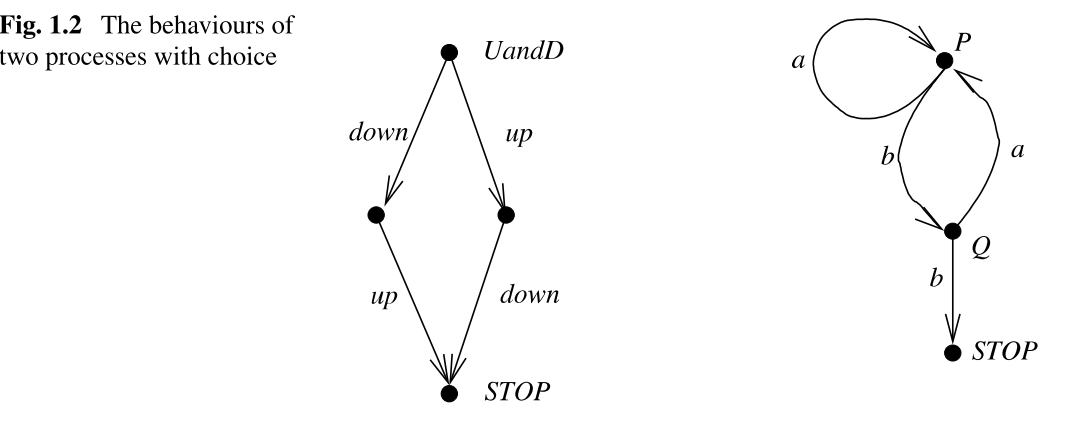 Fig. 1.2 The behaviours of
two processes with choice
UandD
down
up
up
down
STOP
P
a
b
a
Q
b
STOP